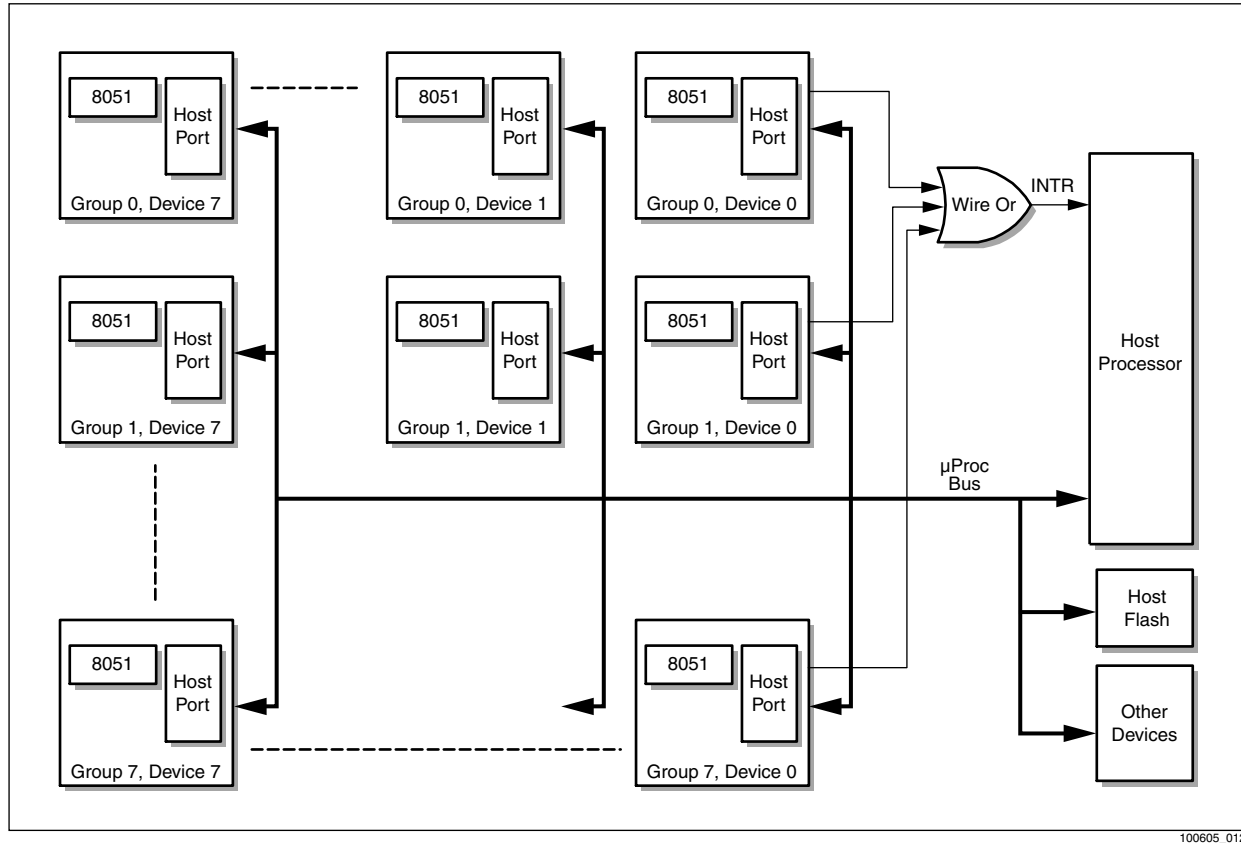 8051
Host
Port
Group 0, Device 7
8051
Host
Port
Group 0, Device 1
8051
Host
Port
Group 0, Device 0
Wire Or
INTR
Host
Processor
8051
Host
Port
Group 1, Device 7
8051
Host
Port
Group 1, Device 1
8051
Host
Port
Group 1, Device 0
µProc
Bus
Host
Flash
8051
Host
Port
Group 7, Device 7
8051
Host
Port
Group 7, Device 0
Other
Devices
100605_012